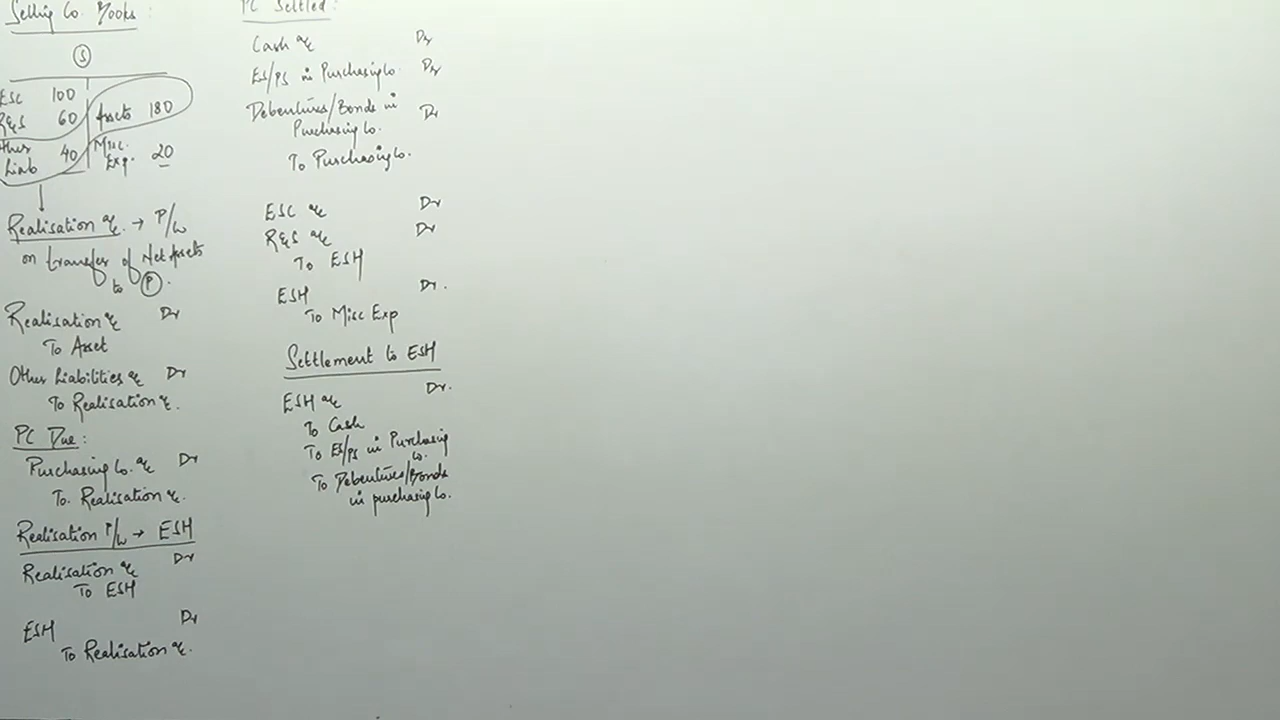 Selling Co. Books :
S
ESC 100
R&S 60 Assets 180
Other Liab 40 Misc. Exp. 20
Realisation a/c → P/L
on transfer of Net Assets
to P.
Realisation a/c Dr
To Asset
Other Liabilities a/c Dr
To Realisation a/c.
PC Due :
Purchasing Co. a/c Dr
To Realisation a/c.
Realisation P/L → ESH
Realisation a/c Dr
To ESH
ESH Dr
To Realisation a/c.
PC Settled :
Cash a/c Dr
ES/PS in Purchasing Co. Dr
Debentures/Bonds in Dr
Purchasing Co.
To Purchasing Co.
ESC a/c Dr
R&S a/c Dr
To ESH
ESH Dr.
To Misc Exp
Settlement to ESH
ESH a/c Dr.
To Cash
To ES/PS in Purchasing
Co.
To Debentures/Bonds
in purchasing Co.